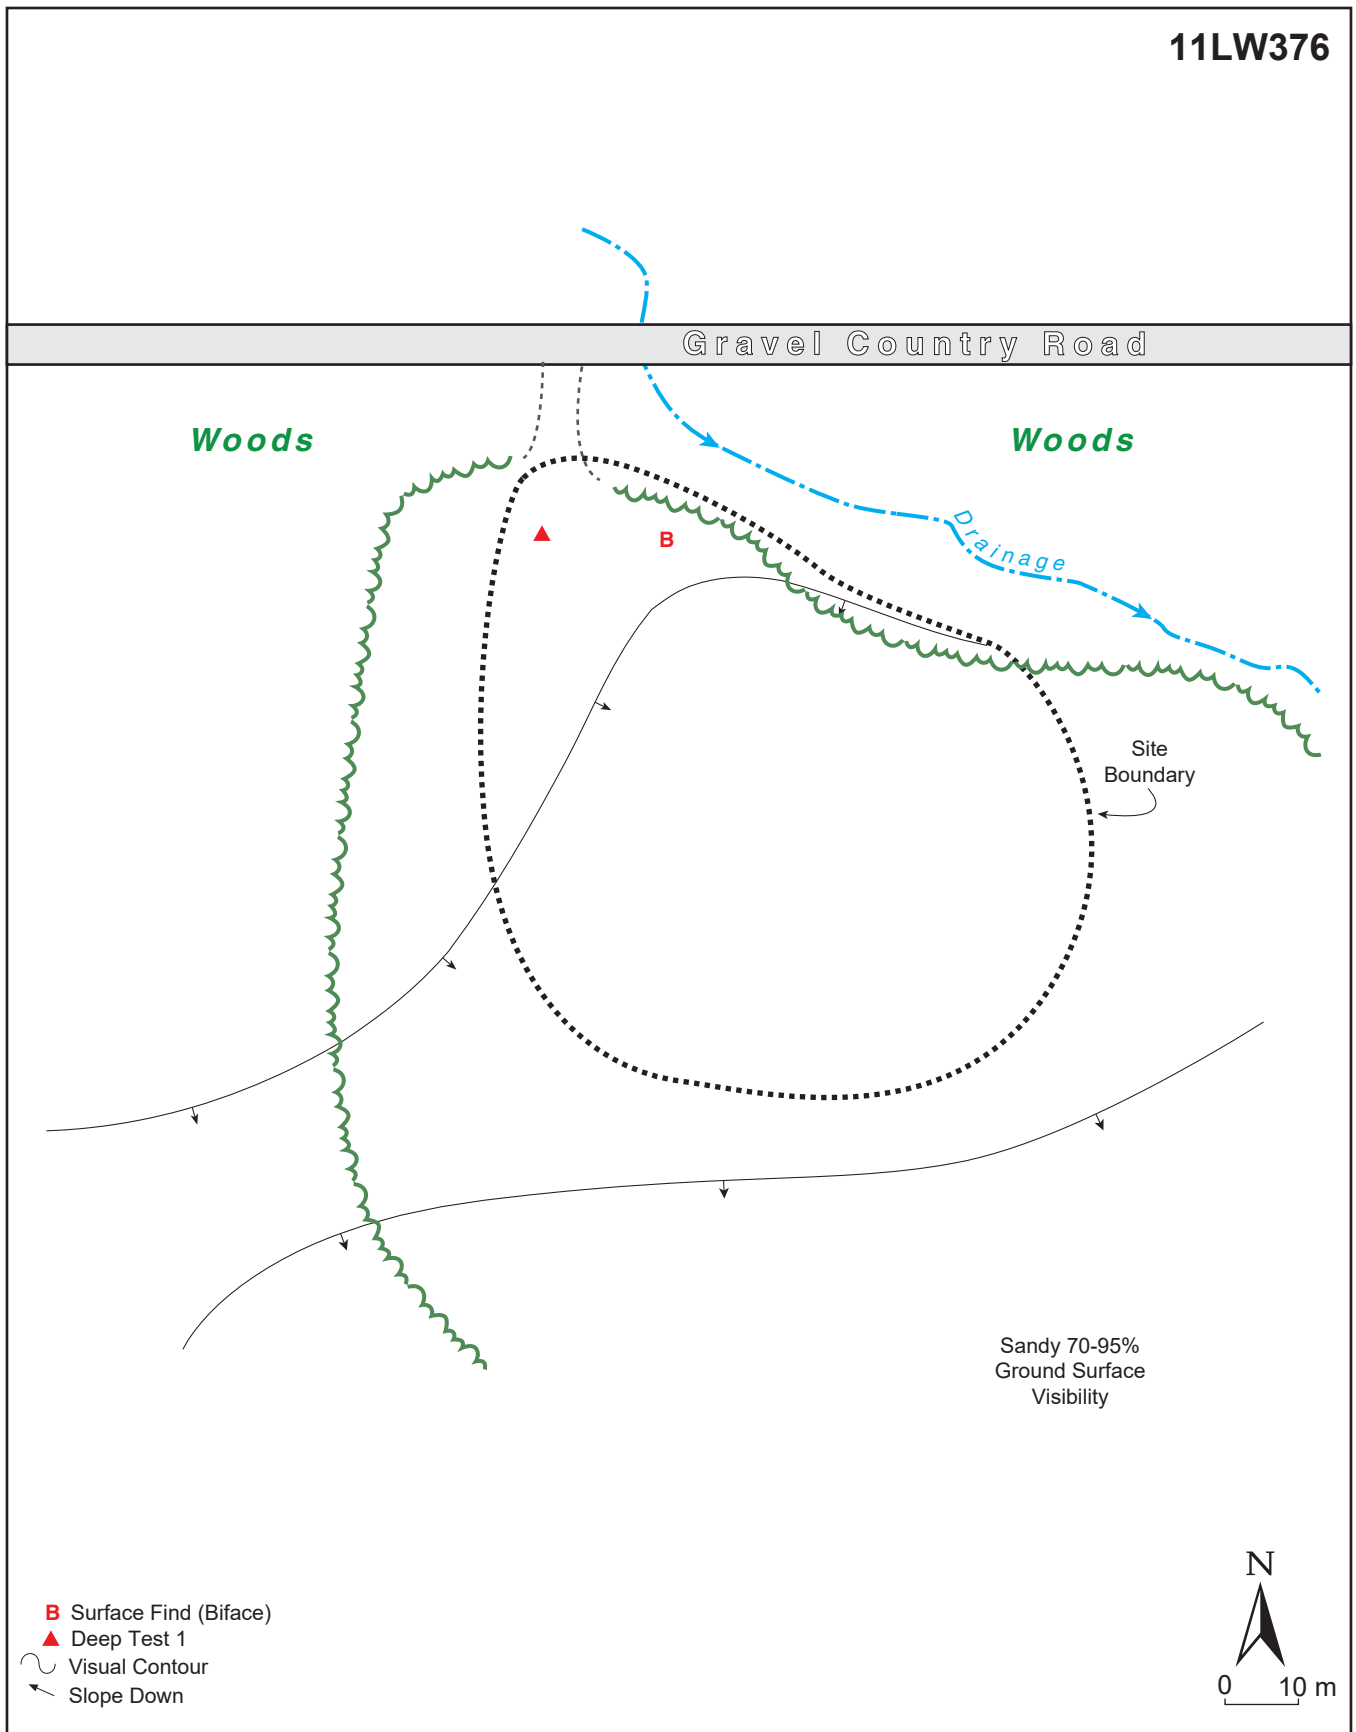 11LW376
Gravel Country Road
Woods
Woods
Drainage
B
Site
Boundary
Sandy 70-95%
Ground Surface
Visibility
B Surface Find (Biface)
Deep Test 1
Visual Contour
Slope Down
N
0 10 m